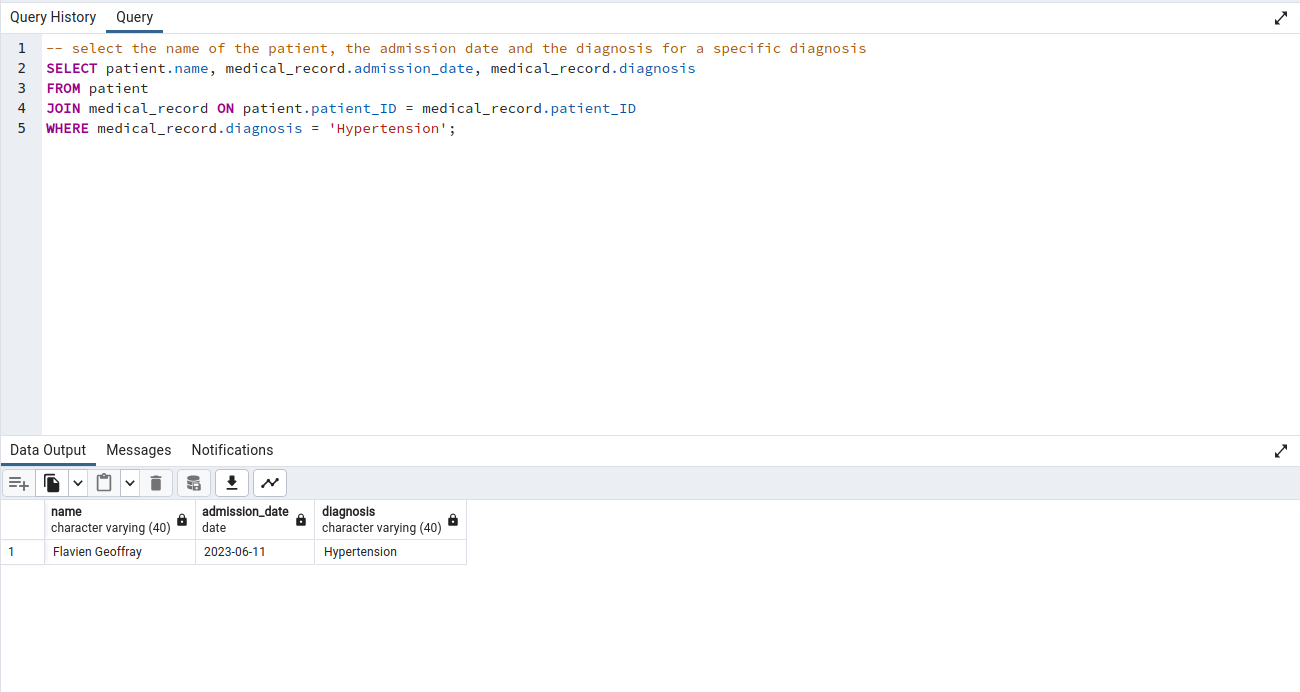 Query History Query
1 -- select the name of the patient, the admission date and the diagnosis for a specific diagnosis
2 SELECT patient.name, medical_record.admission_date, medical_record.diagnosis
3 FROM patient
4 JOIN medical_record ON patient.patient_ID = medical_record.patient_ID
5 WHERE medical_record.diagnosis = 'Hypertension';
Data Output Messages Notifications
name admission_date diagnosis
character varying (40) date character varying (40)
1 Flavien Geoffray 2023-06-11 Hypertension